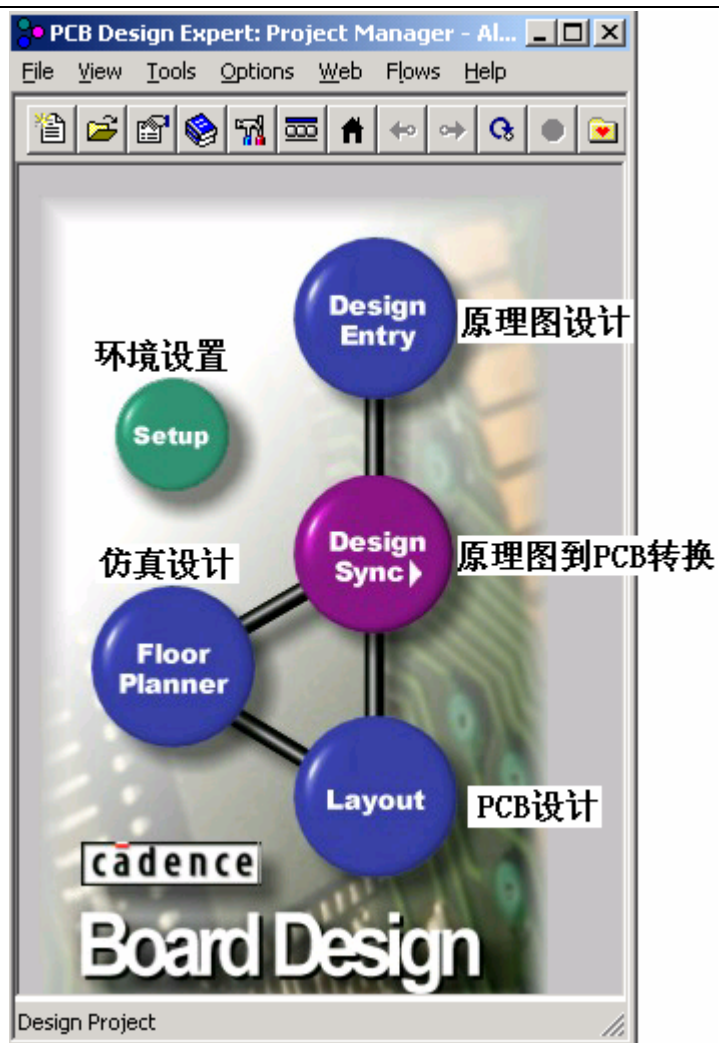 PCB Design Expert: Project Manager - Al...
File View Tools Options Web Flows Help
Design
Entry
原理图设计
环境设置
Setup
Design
Sync
原理图到PCB转换
仿真设计
Floor
Planner
Layout
PCB设计
cādence
Board Design
Design Project